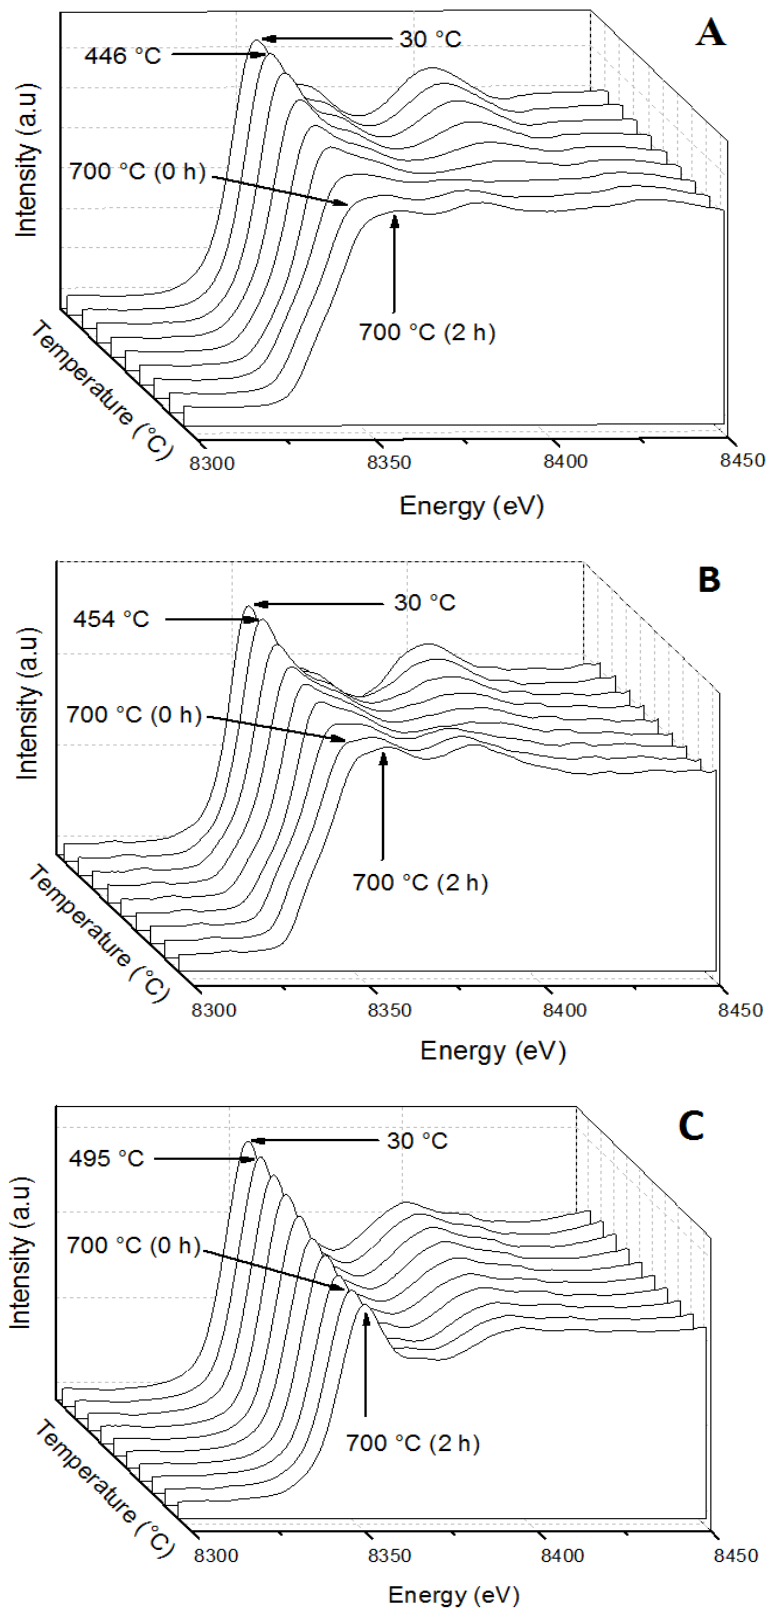 A
30 °C
446 °C
700 °C (0 h)
700 °C (2 h)
Intensity (a.u)
Temperature (°C)
8300
8350
8400
8450
Energy (eV)
B
30 °C
454 °C
700 °C (0 h)
700 °C (2 h)
Intensity (a.u)
Temperature (°C)
8300
8350
8400
8450
Energy (eV)
C
30 °C
495 °C
700 °C (0 h)
700 °C (2 h)
Intensity (a.u)
Temperature (°C)
8300
8350
8400
8450
Energy (eV)